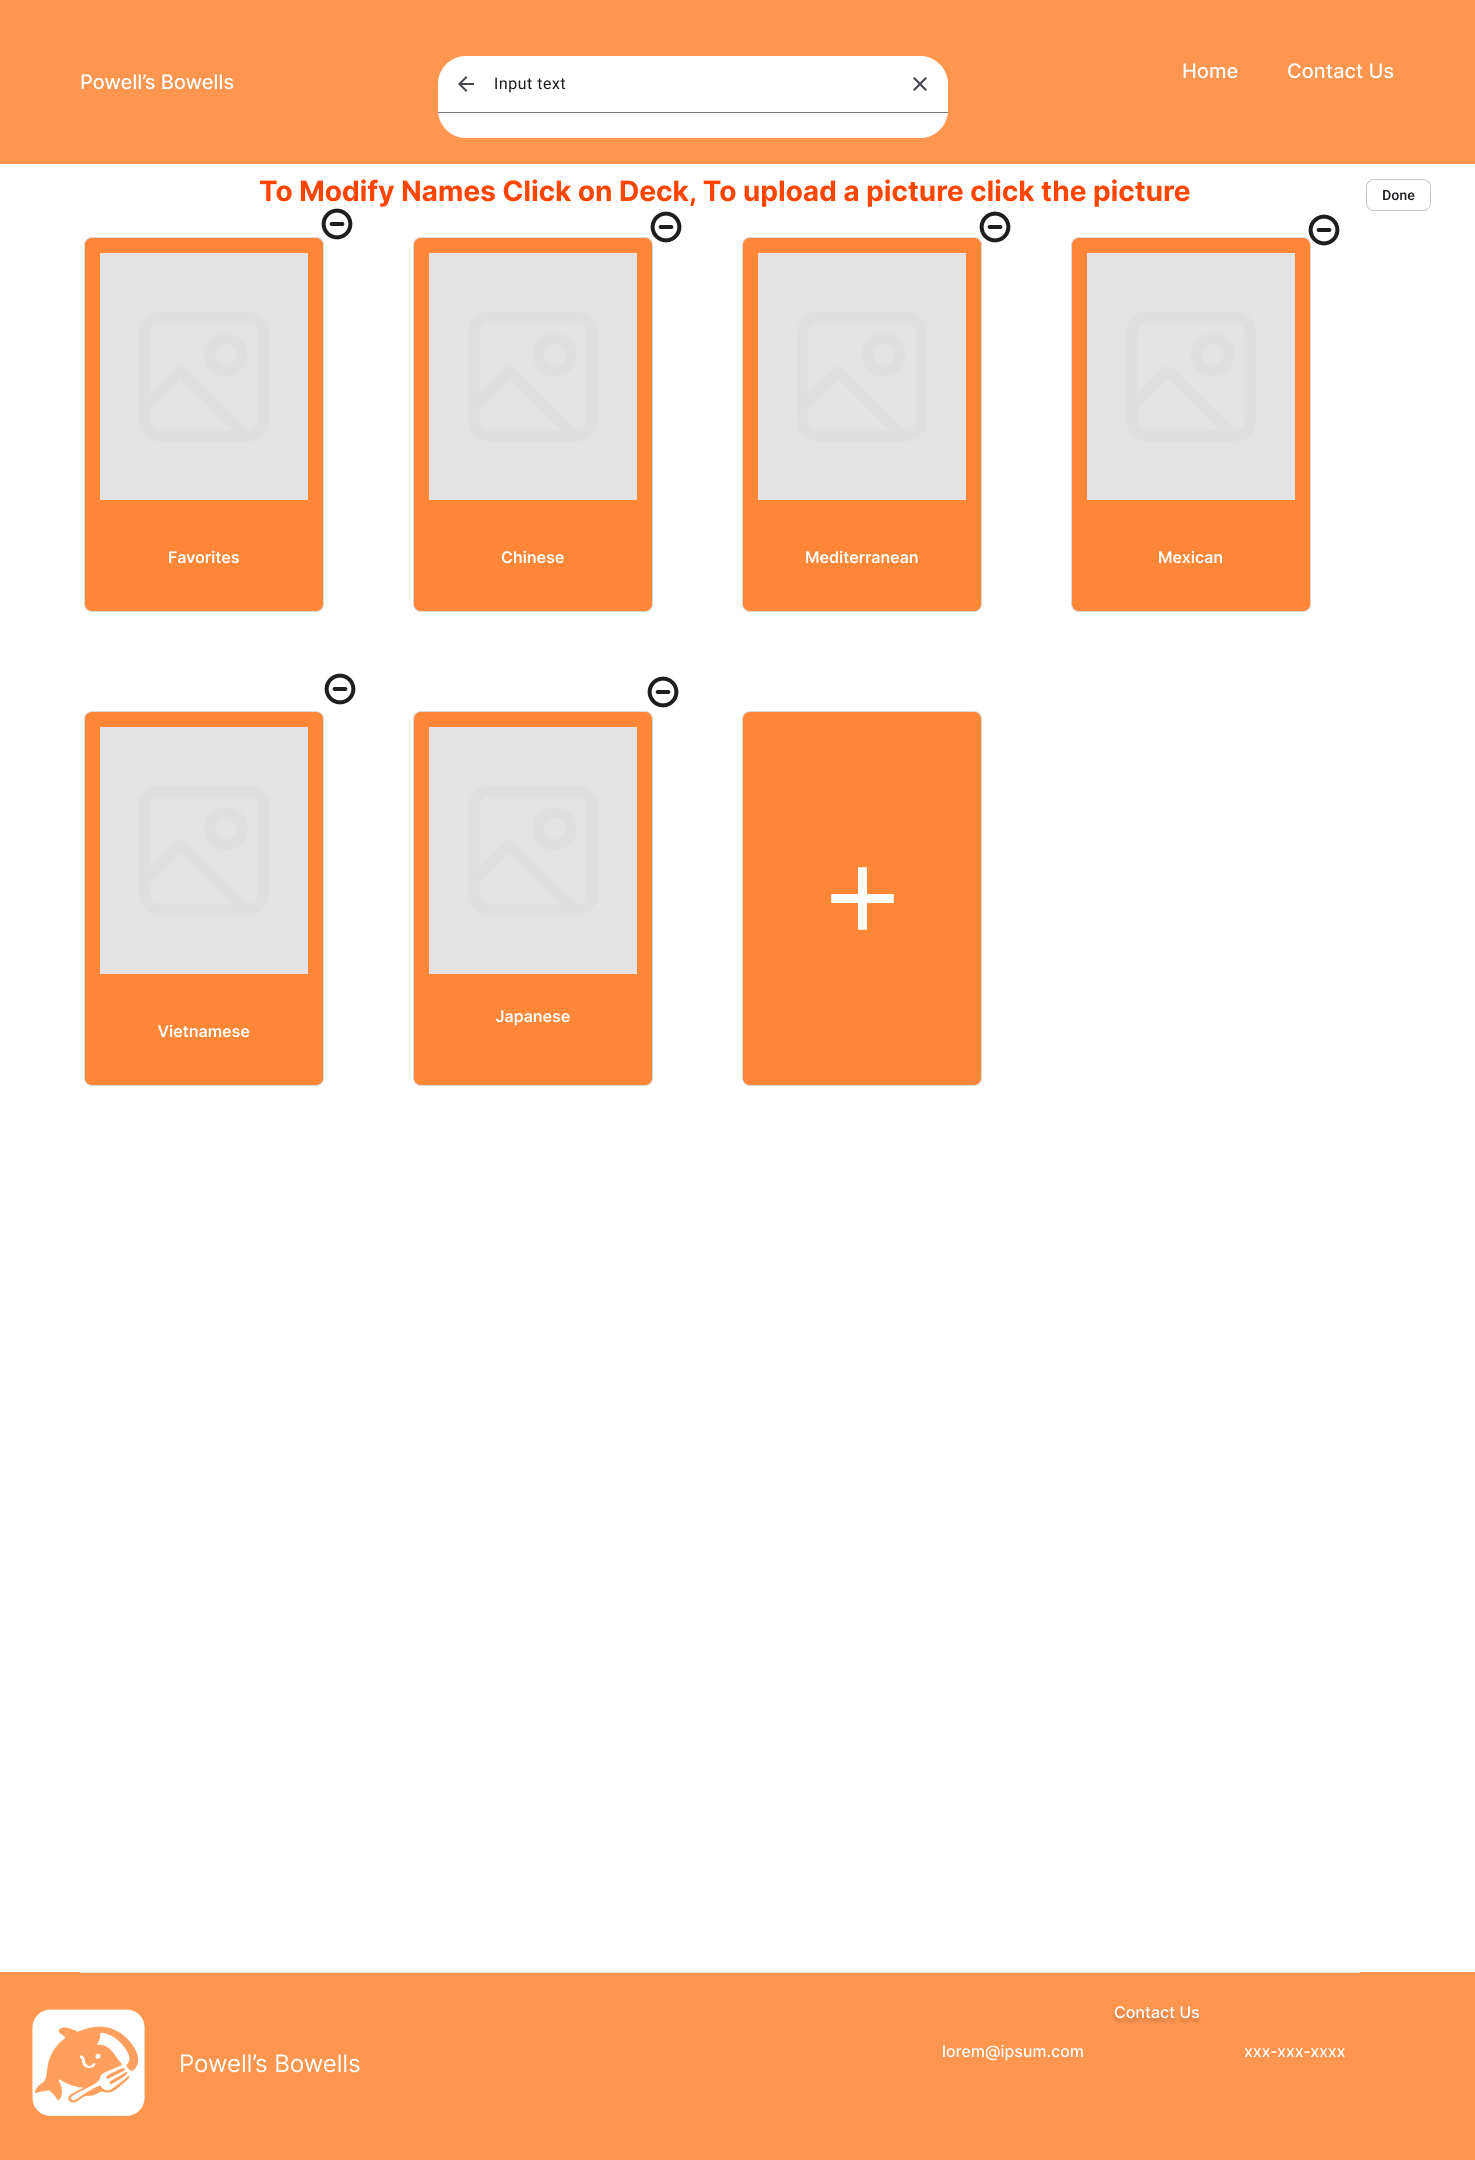 Powell’s Bowells
Input text
Home
Contact Us
To Modify Names Click on Deck, To upload a picture click the picture
Done
Favorites
Chinese
Mediterranean
Mexican
Vietnamese
Japanese
Powell’s Bowells
Contact Us
lorem@ipsum.com
xxx-xxx-xxxx